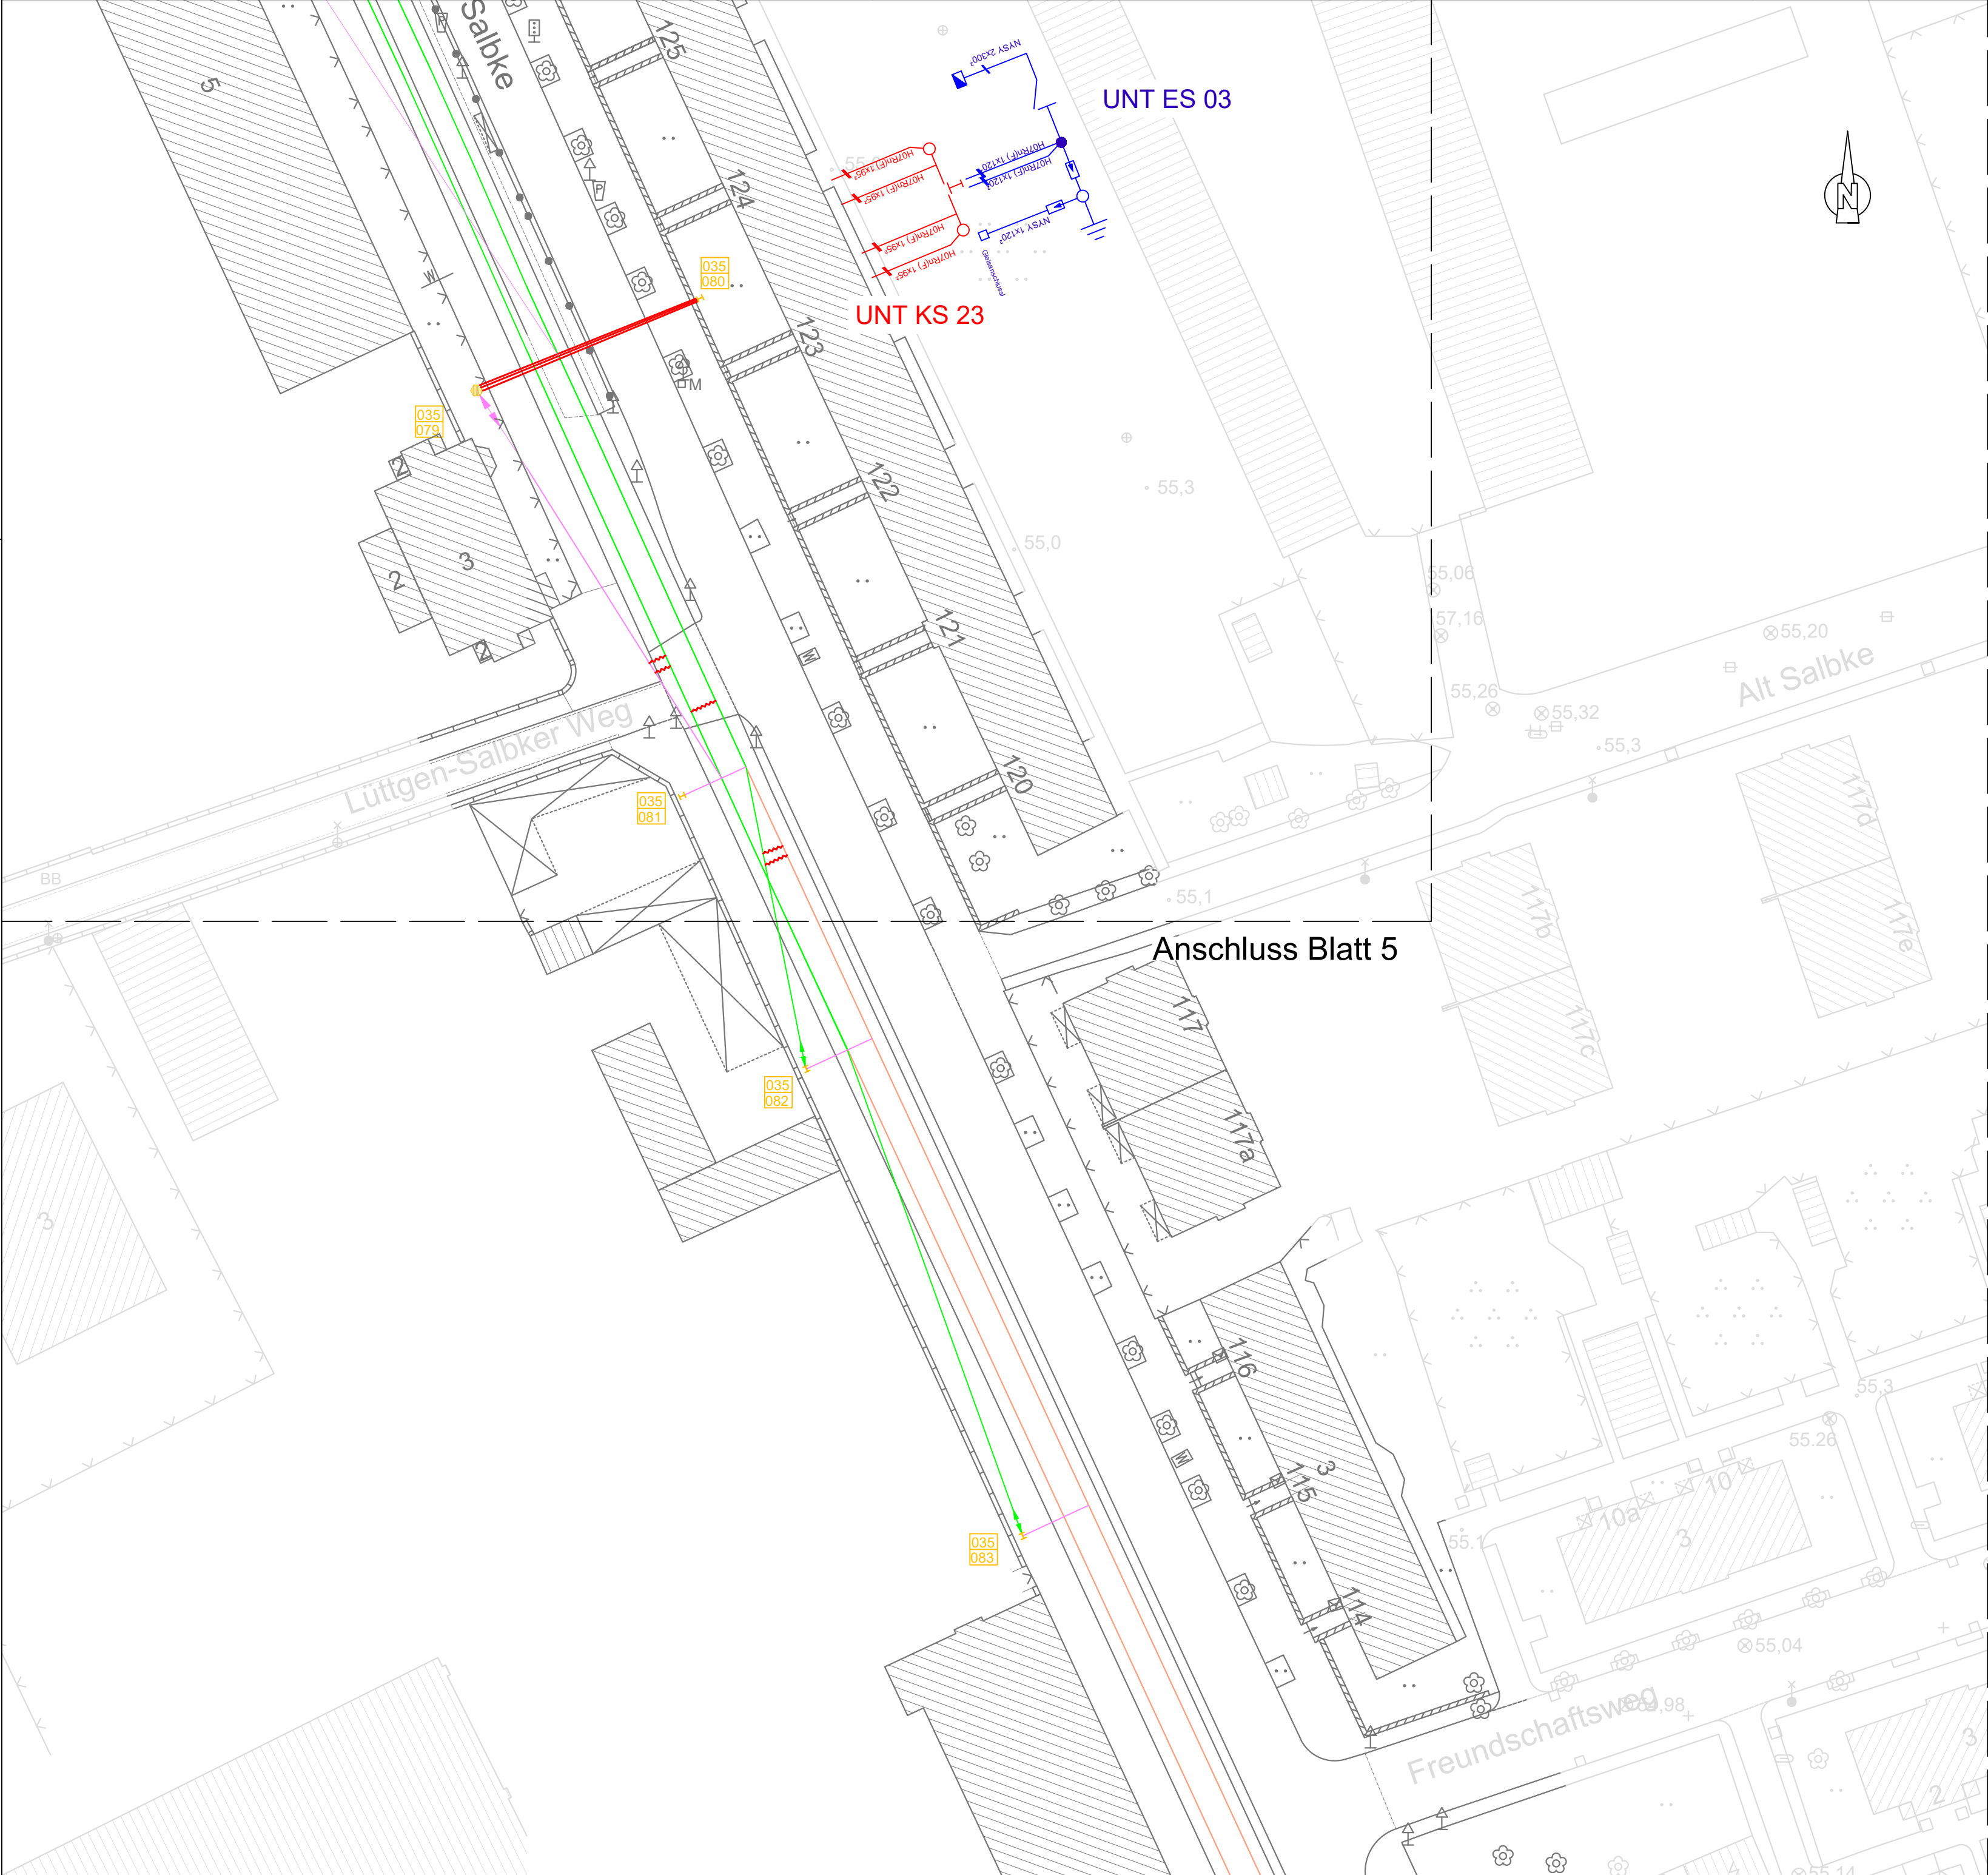 Salbke
P
5
125
NYSY 2x300²
UNT ES 03
N
H07Rn(F) 1x120²
H07Rn(F) 1x120²
H07Rn(F) 1x95²
H07Rn(F) 1x95²
H07Rn(F) 1x95²
H07Rn(F) 1x95²
NYSY 1x120²
Gleisanschluss!
P
124
W
035
080
UNT KS 23
123
M
035
079
2
3
2
2
122
55,3
55,0
121
W
55,06
57,16
55,20
55,26
55,32
55,3
Alt Salbke
Lüttgen-Salbker Weg
120
035
081
BB
55,1
117d
117e
117b
117c
Anschluss Blatt 5
117
035
082
117a
3
116
W
115
3
55,3
55.26
10
10a
3
55.1
035
083
114
55,04
Freundschaftsweg
3
2
55,14